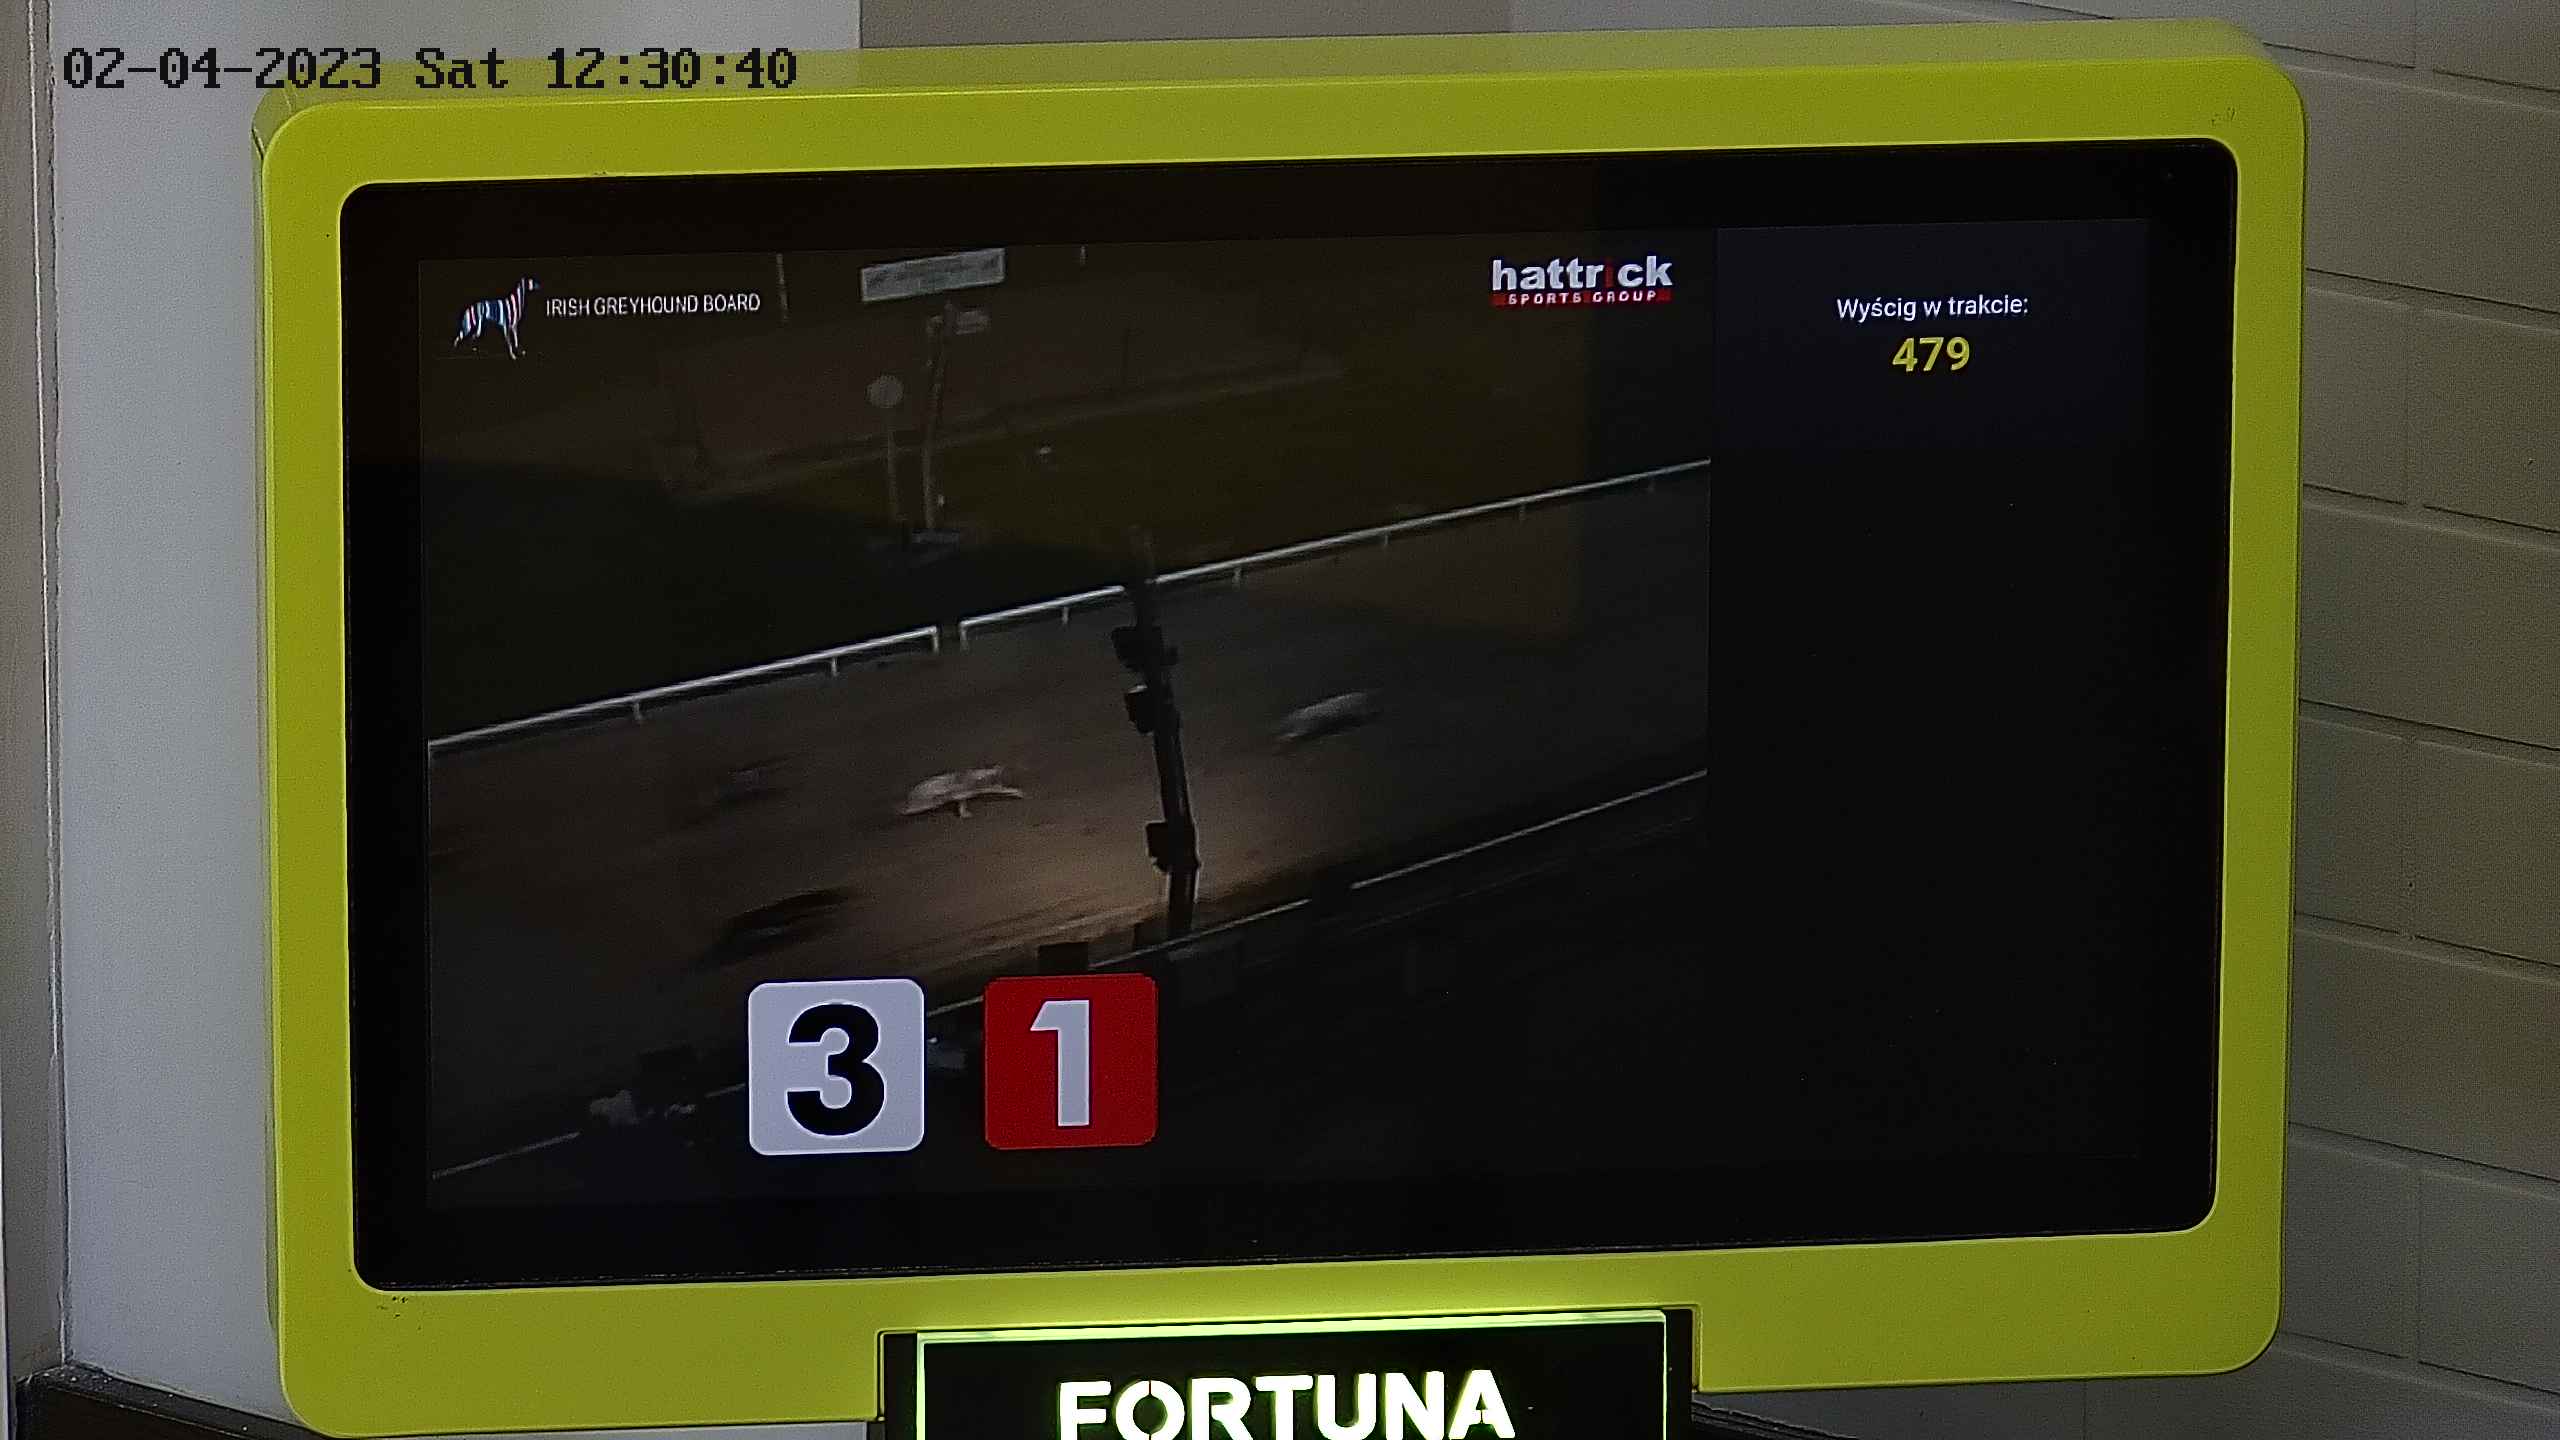 02-04-2023 Sat 12:30:40
IRISH GREYHOUND BOARD
hattrick
SPORTS GROUP
Wyścig w trakcie:
479
3 1
FORTUNA